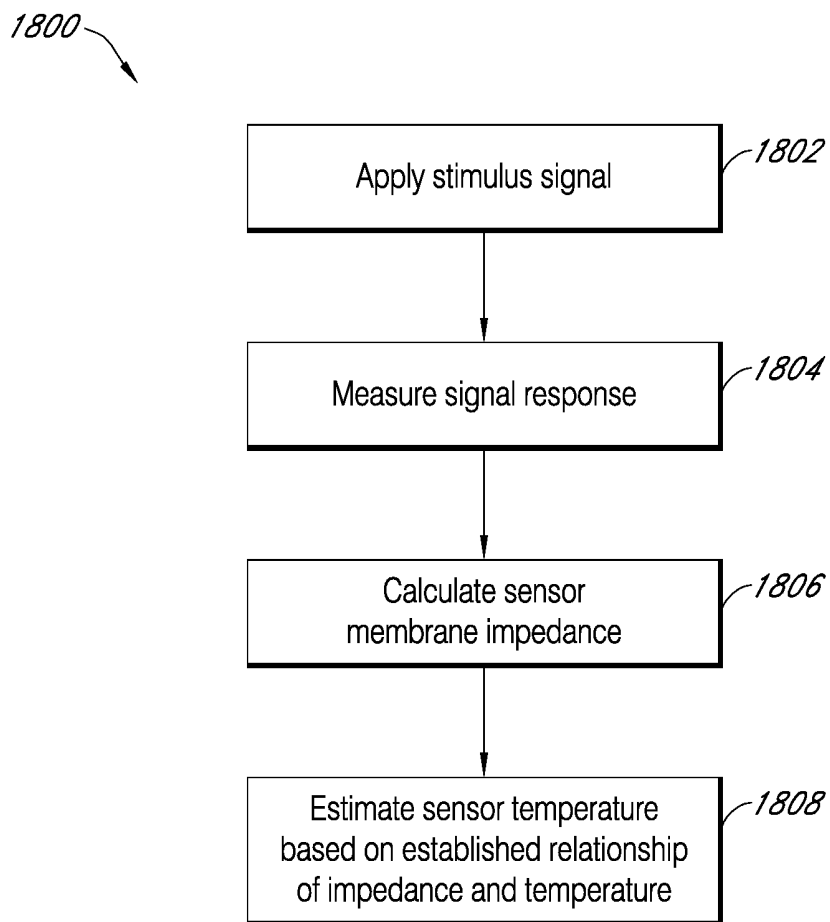 1800
Apply stimulus signal
1802
Measure signal response
1804
Calculate sensor
membrane impedance
1806
Estimate sensor temperature
based on established relationship
of impedance and temperature
1808